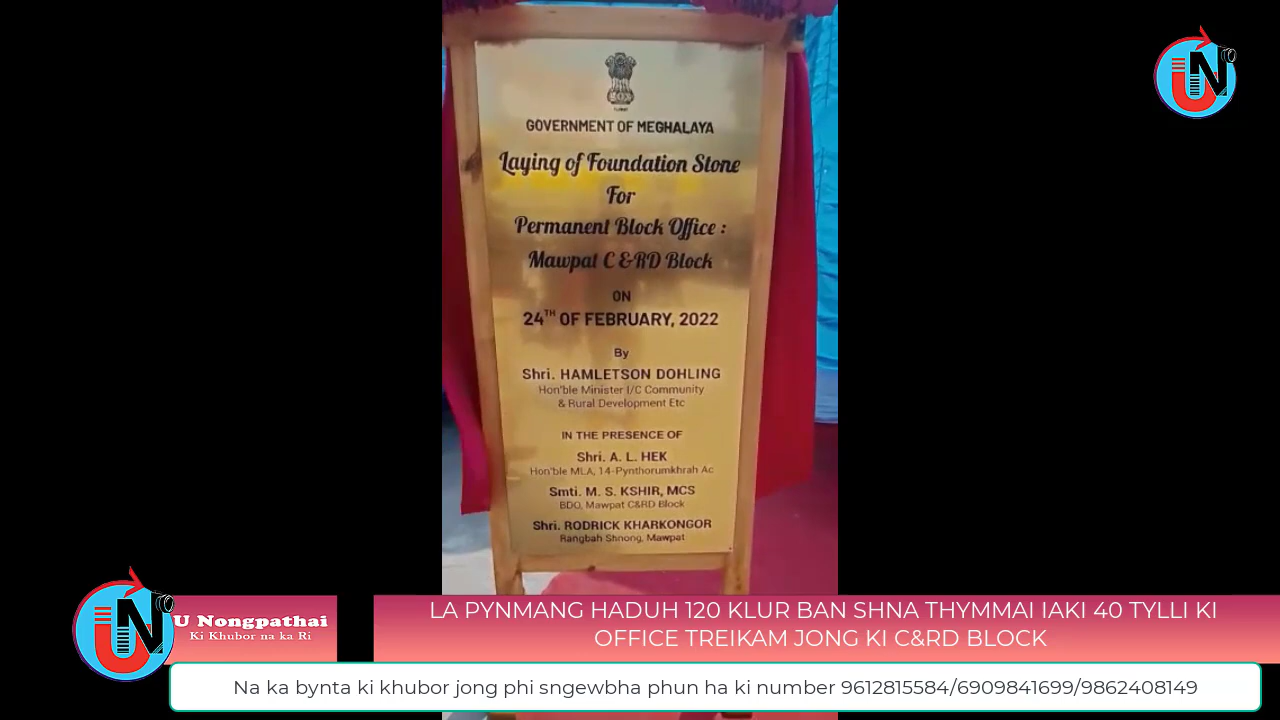 GOVERNMENT OF MEGHALAYA
Laying of Foundation Stone
For
Permanent Block Office :
Mawpat C &RD Block
ON
24TH OF FEBRUARY, 2022
By
Shri. HAMLETSON DOHLING
Hon'ble Minister I/C Community
& Rural Development Etc
IN THE PRESENCE OF
Shri. A. L. HEK
Hon'ble MLA, 14-Pynthorumkhrah Ac
Smti. M. S. KSHIR, MCS
BDO, Mawpat C&RD Block
Shri. RODRICK KHARKONGOR
Rangbah Shnong, Mawpat
UN
UN
U Nongpathai
Ki Khubor na ka Ri
LA PYNMANG HADUH 120 KLUR BAN SHNA THYMMAI IAKI 40 TYLLI KI
OFFICE TREIKAM JONG KI C&RD BLOCK
Na ka bynta ki khubor jong phi sngewbha phun ha ki number 9612815584/6909841699/9862408149